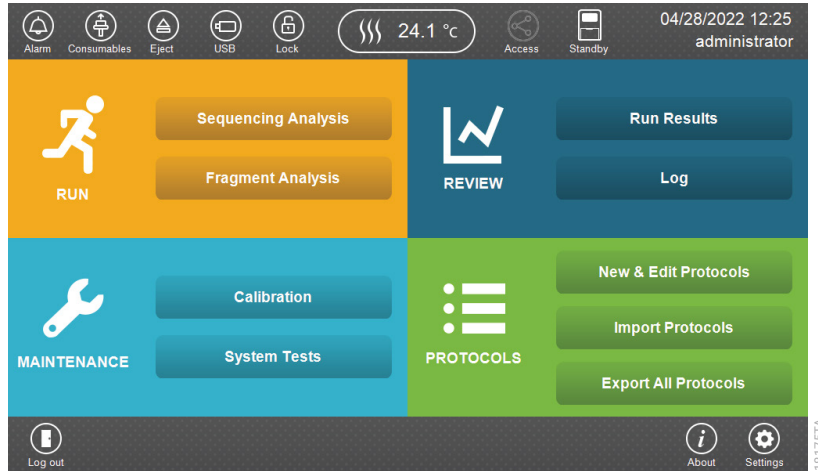 Alarm
Consumables
Eject
USB
Lock
24.1 °c
Access
Standby
04/28/2022 12:25
administrator
RUN
Sequencing Analysis
Fragment Analysis
REVIEW
Run Results
Log
MAINTENANCE
Calibration
System Tests
PROTOCOLS
New & Edit Protocols
Import Protocols
Export All Protocols
Log out
i
About
Settings